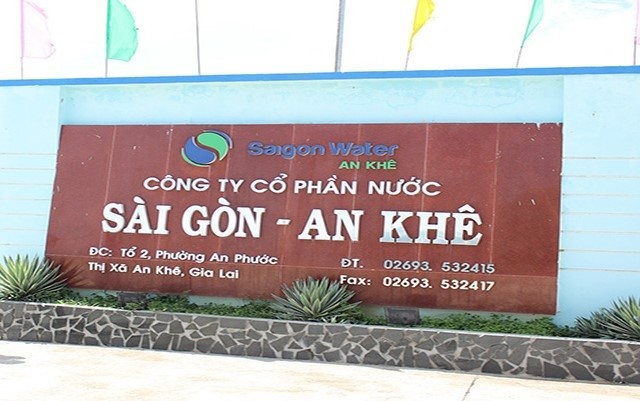 Saigon Water
AN KHÊ
CÔNG TY CỔ PHẦN NƯỚC
SÀI GÒN - AN KHÊ
ĐC: Tổ 2, Phường An Phước
Thị Xã An Khê, Gia Lai
ĐT. 02693. 532415
Fax: 02693. 532417